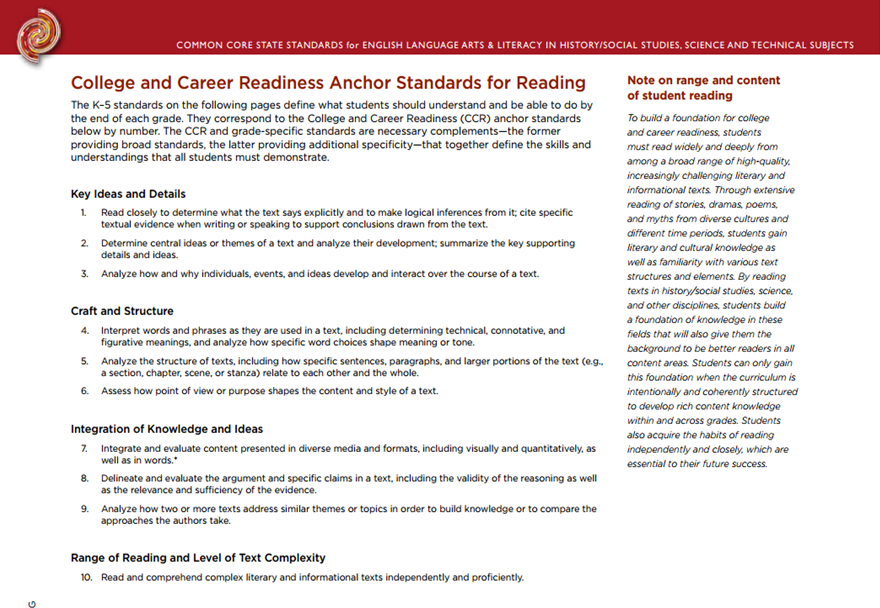 COMMON CORE STATE STANDARDS for ENGLISH LANGUAGE ARTS & LITERACY IN HISTORY/SOCIAL STUDIES, SCIENCE AND TECHNICAL SUBJECTS
College and Career Readiness Anchor Standards for Reading
The K–5 standards on the following pages define what students should understand and be able to do by
the end of each grade. They correspond to the College and Career Readiness (CCR) anchor standards
below by number. The CCR and grade-specific standards are necessary complements—the former
providing broad standards, the latter providing additional specificity—that together define the skills and
understandings that all students must demonstrate.
Key Ideas and Details
1. Read closely to determine what the text says explicitly and to make logical inferences from it; cite specific
textual evidence when writing or speaking to support conclusions drawn from the text.
2. Determine central ideas or themes of a text and analyze their development; summarize the key supporting
details and ideas.
3. Analyze how and why individuals, events, and ideas develop and interact over the course of a text.
Craft and Structure
4. Interpret words and phrases as they are used in a text, including determining technical, connotative, and
figurative meanings, and analyze how specific word choices shape meaning or tone.
5. Analyze the structure of texts, including how specific sentences, paragraphs, and larger portions of the text (e.g.,
a section, chapter, scene, or stanza) relate to each other and the whole.
6. Assess how point of view or purpose shapes the content and style of a text.
Integration of Knowledge and Ideas
7. Integrate and evaluate content presented in diverse media and formats, including visually and quantitatively, as
well as in words.*
8. Delineate and evaluate the argument and specific claims in a text, including the validity of the reasoning as well
as the relevance and sufficiency of the evidence.
9. Analyze how two or more texts address similar themes or topics in order to build knowledge or to compare the
approaches the authors take.
Range of Reading and Level of Text Complexity
10. Read and comprehend complex literary and informational texts independently and proficiently.
Note on range and content
of student reading
To build a foundation for college
and career readiness, students
must read widely and deeply from
among a broad range of high-quality,
increasingly challenging literary and
informational texts. Through extensive
reading of stories, dramas, poems,
and myths from diverse cultures and
different time periods, students gain
literary and cultural knowledge as
well as familiarity with various text
structures and elements. By reading
texts in history/social studies, science,
and other disciplines, students build
a foundation of knowledge in these
fields that will also give them the
background to be better readers in all
content areas. Students can only gain
this foundation when the curriculum is
intentionally and coherently structured
to develop rich content knowledge
within and across grades. Students
also acquire the habits of reading
independently and closely, which are
essential to their future success.